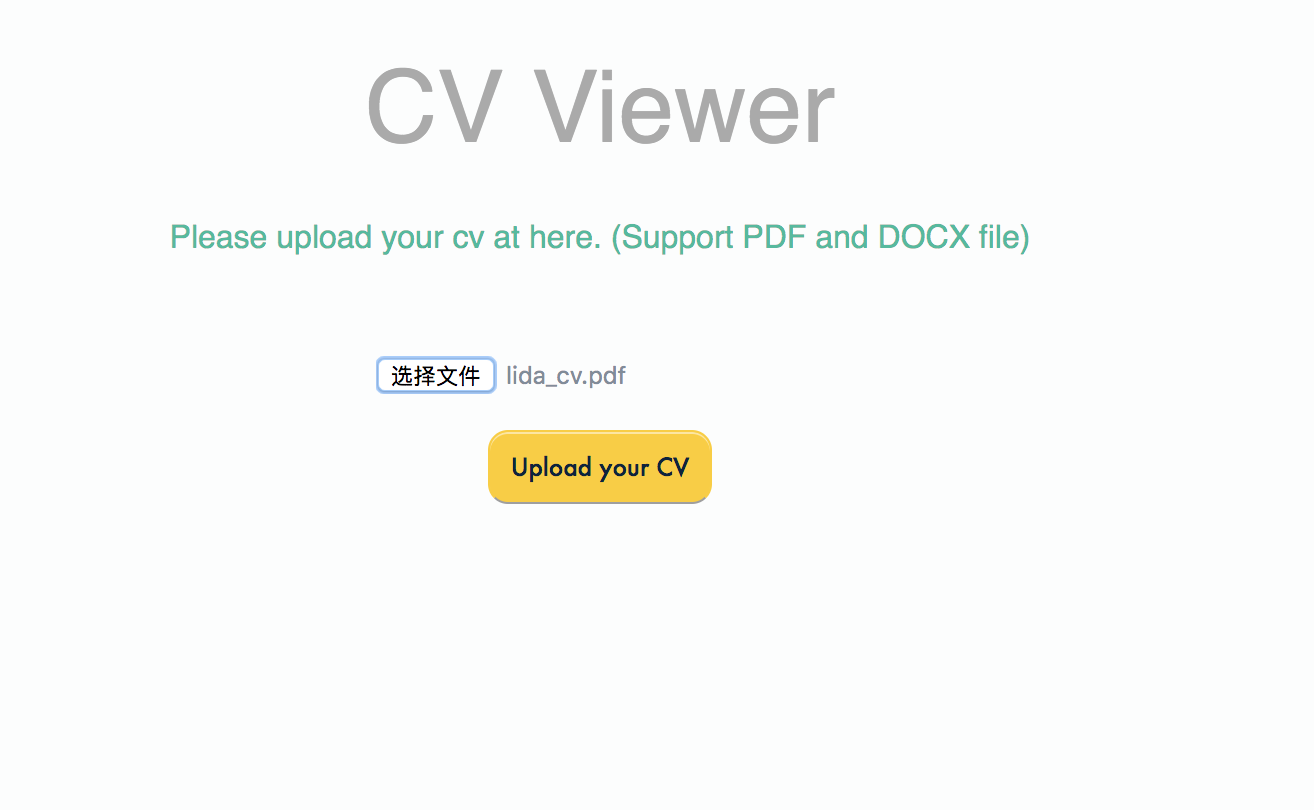 CV Viewer
Please upload your cv at here. (Support PDF and DOCX file)
选择文件 lida_cv.pdf
Upload your CV